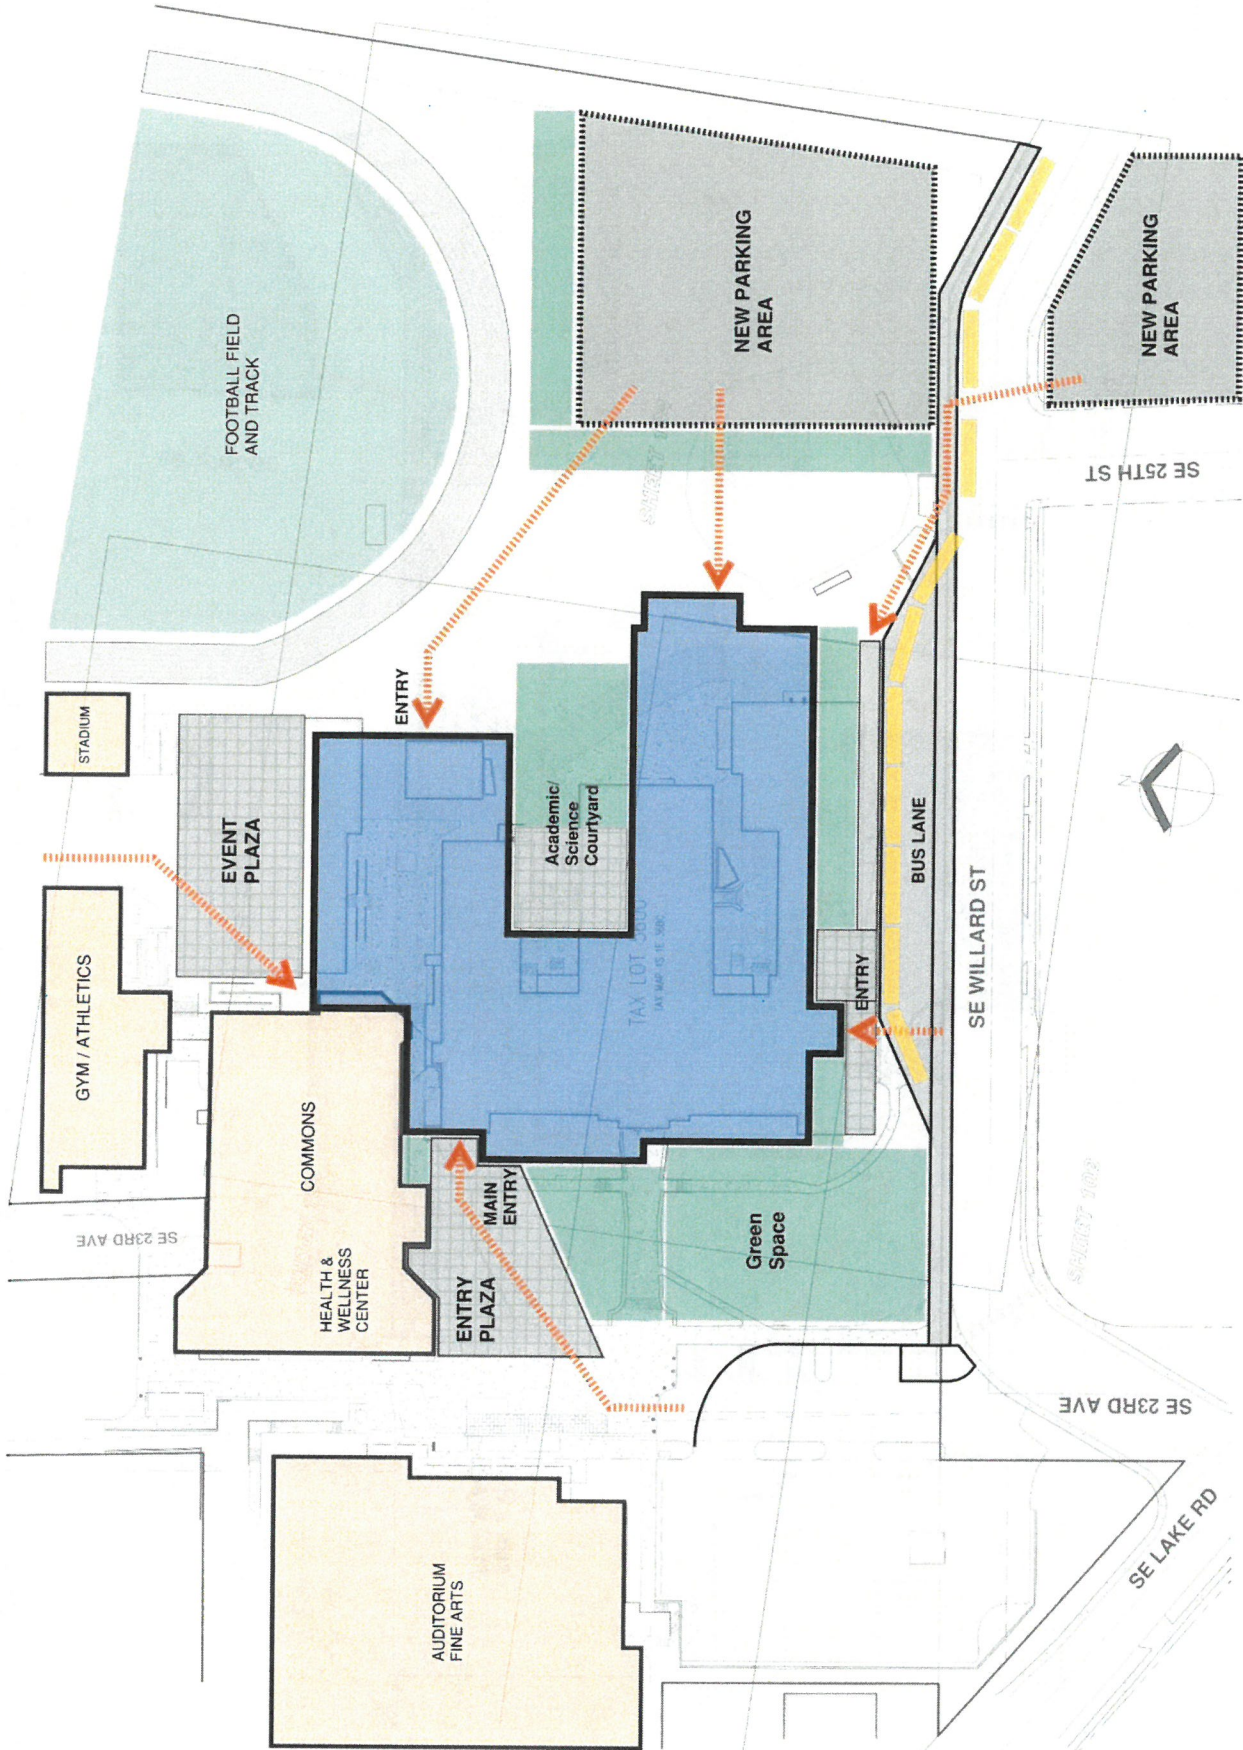 FOOTBALL FIELD
AND TRACK
STADIUM
EVENT
PLAZA
GYM / ATHLETICS
COMMONS
HEALTH &
WELLNESS
CENTER
SE 23RD AVE
AUDITORIUM
FINE ARTS
ENTRY
Academic/
Science
Courtyard
TAX LOT
MAIN
ENTRY
ENTRY
PLAZA
Green
Space
NEW PARKING
AREA
NEW PARKING
AREA
ENTRY
BUS LANE
SE WILLARD ST
SE 25TH ST
SE 23RD AVE
SE LAKE RD
N